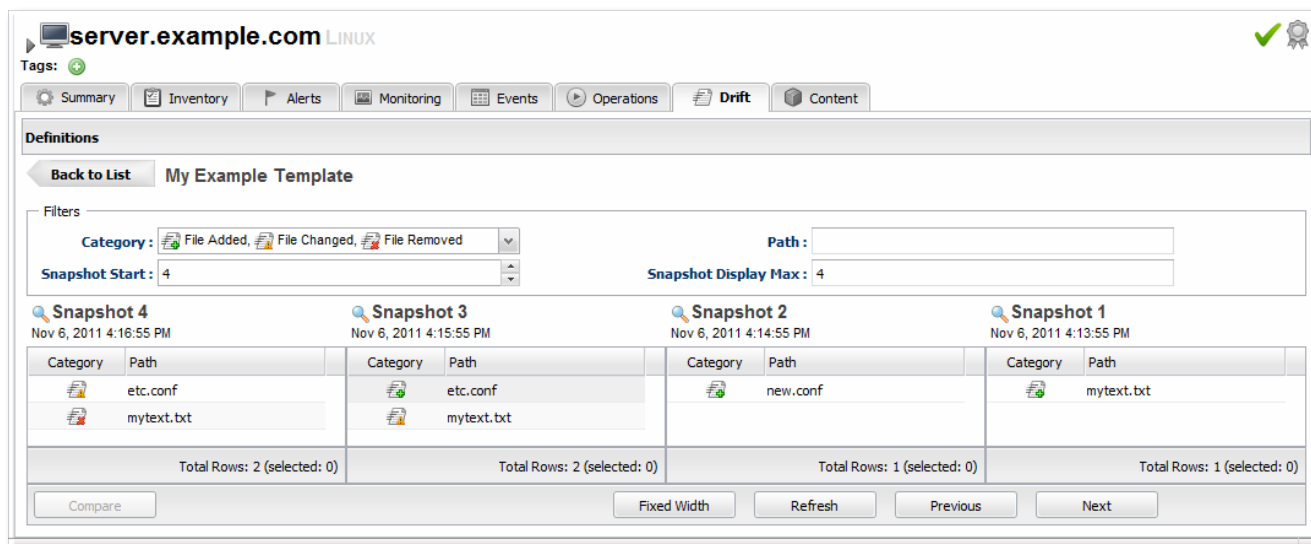 server.example.com LINUX
Tags:
Summary Inventory Alerts Monitoring Events Operations Drift Content
Definitions
Back to List My Example Template
Filters
Category : File Added, File Changed, File Removed Path :
Snapshot Start : 4 Snapshot Display Max : 4
Snapshot 4 Snapshot 3 Snapshot 2 Snapshot 1
Nov 6, 2011 4:16:55 PM Nov 6, 2011 4:15:55 PM Nov 6, 2011 4:14:55 PM Nov 6, 2011 4:13:55 PM
Category Path Category Path Category Path Category Path
etc.conf etc.conf new.conf mytext.txt
mytext.txt mytext.txt
Total Rows: 2 (selected: 0) Total Rows: 2 (selected: 0) Total Rows: 1 (selected: 0) Total Rows: 1 (selected: 0)
Compare Fixed Width Refresh Previous Next